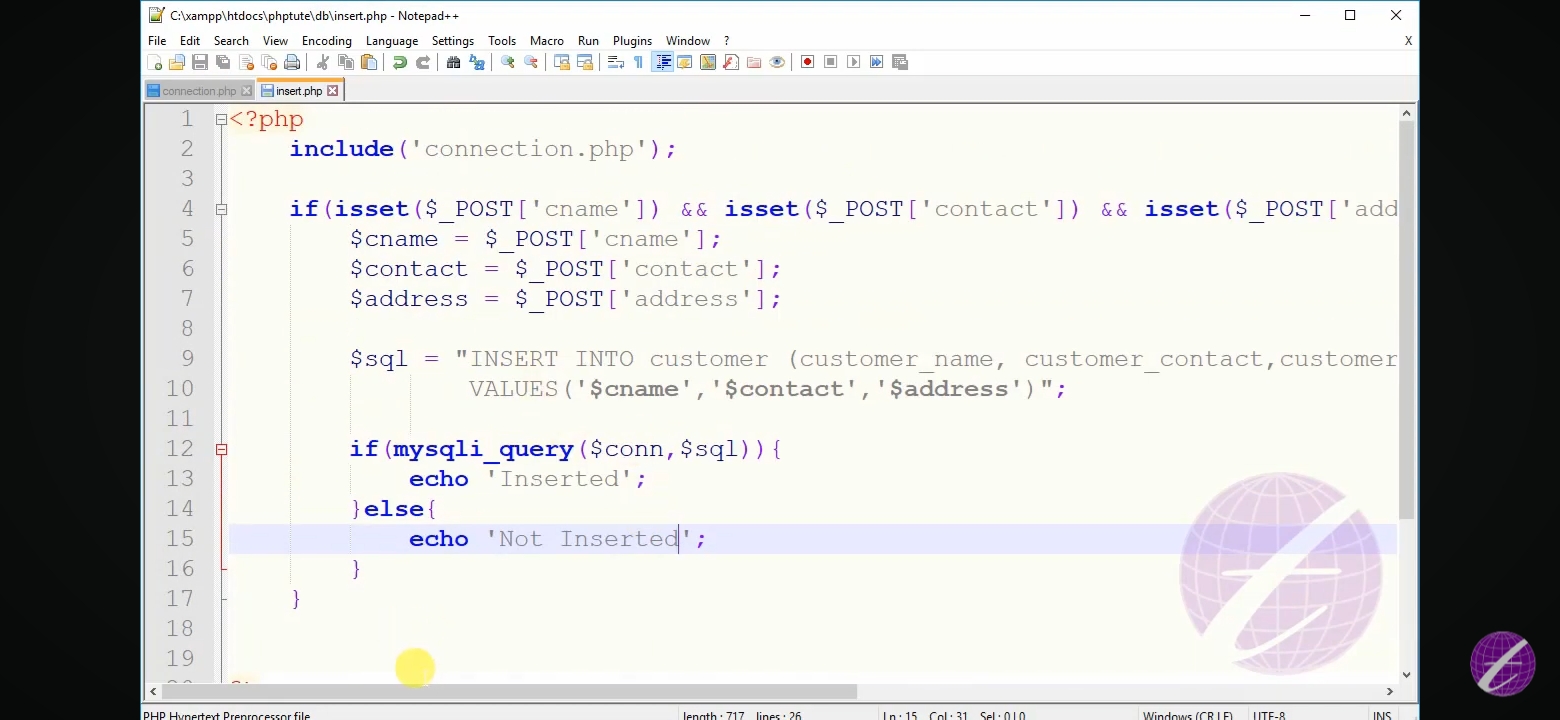 C:\xampp\htdocs\phptute\db\insert.php - Notepad++
File Edit Search View Encoding Language Settings Tools Macro Run Plugins Window ? X
connection.php insert.php
1 <?php
2 include('connection.php');
3
4 if(isset($_POST['cname']) && isset($_POST['contact']) && isset($_POST['add
5 $cname = $_POST['cname'];
6 $contact = $_POST['contact'];
7 $address = $_POST['address'];
8
9 $sql = "INSERT INTO customer (customer_name, customer_contact,customer
10 VALUES('$cname','$contact','$address')";
11
12 if(mysqli_query($conn,$sql)){
13 echo 'Inserted';
14 }else{
15 echo 'Not Inserted';
16 }
17 }
18
19
PHP Hypertext Preprocessor file length : 717 lines : 26 Ln : 15 Col : 31 Sel : 0 | 0 Windows (CR LF) UTF-8 INS